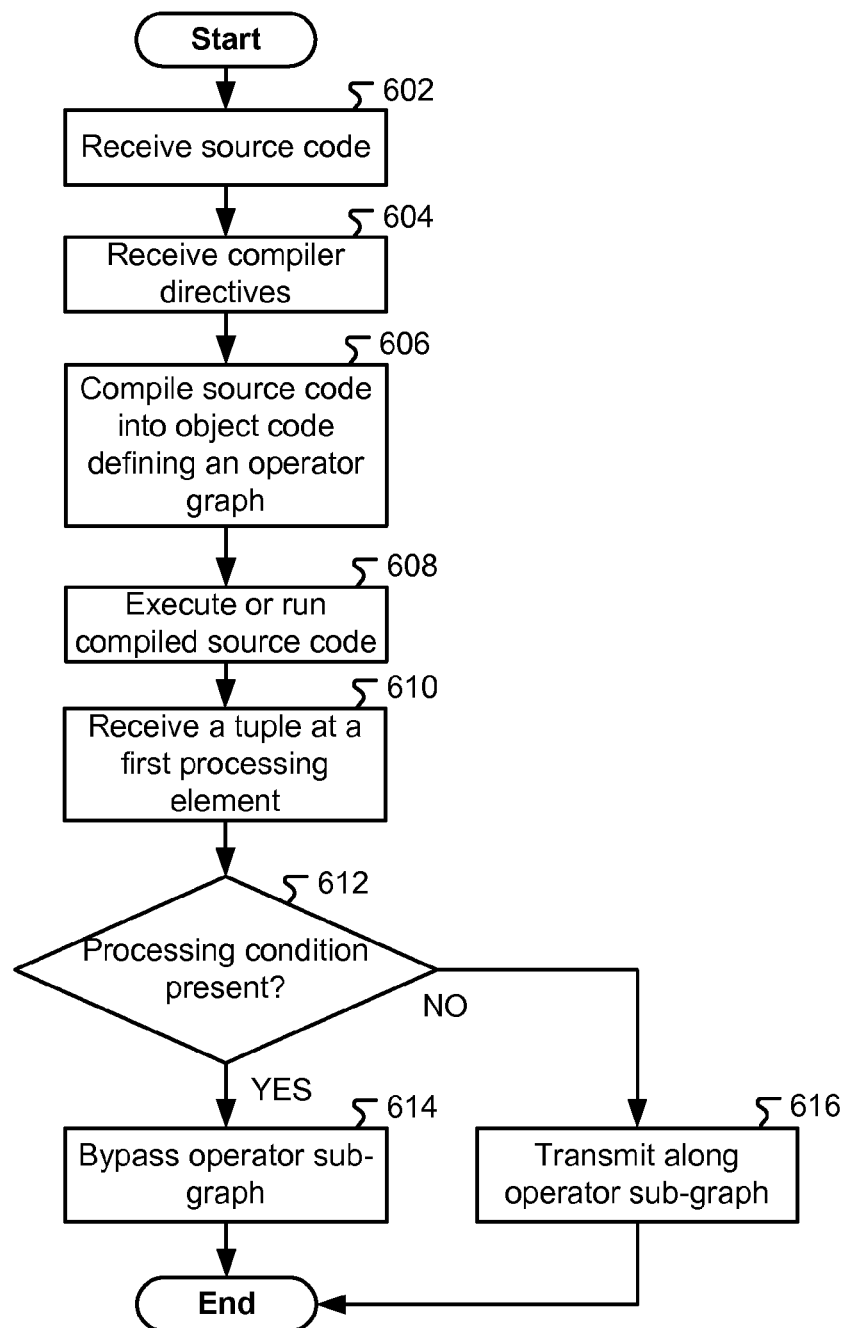 Start
602
Receive source code
604
Receive compiler
directives
606
Compile source code
into object code
defining an operator
graph
608
Execute or run
compiled source code
610
Receive a tuple at a
first processing
element
612
Processing condition
present?
NO
YES
614
Bypass operator sub-
graph
616
Transmit along
operator sub-graph
End